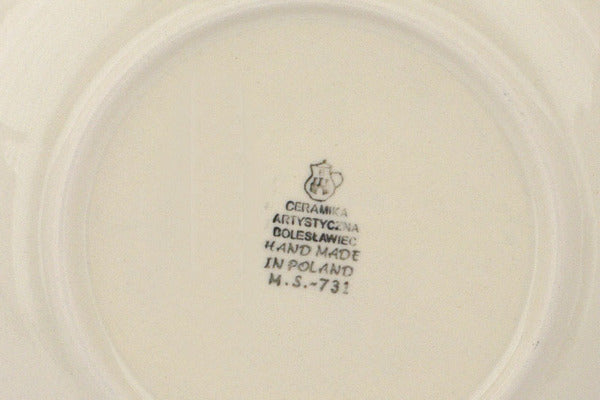 CERAMIKA
ARTYSTYCZNA
BOLESŁAWIEC
HAND MADE
IN POLAND
M.S.-731